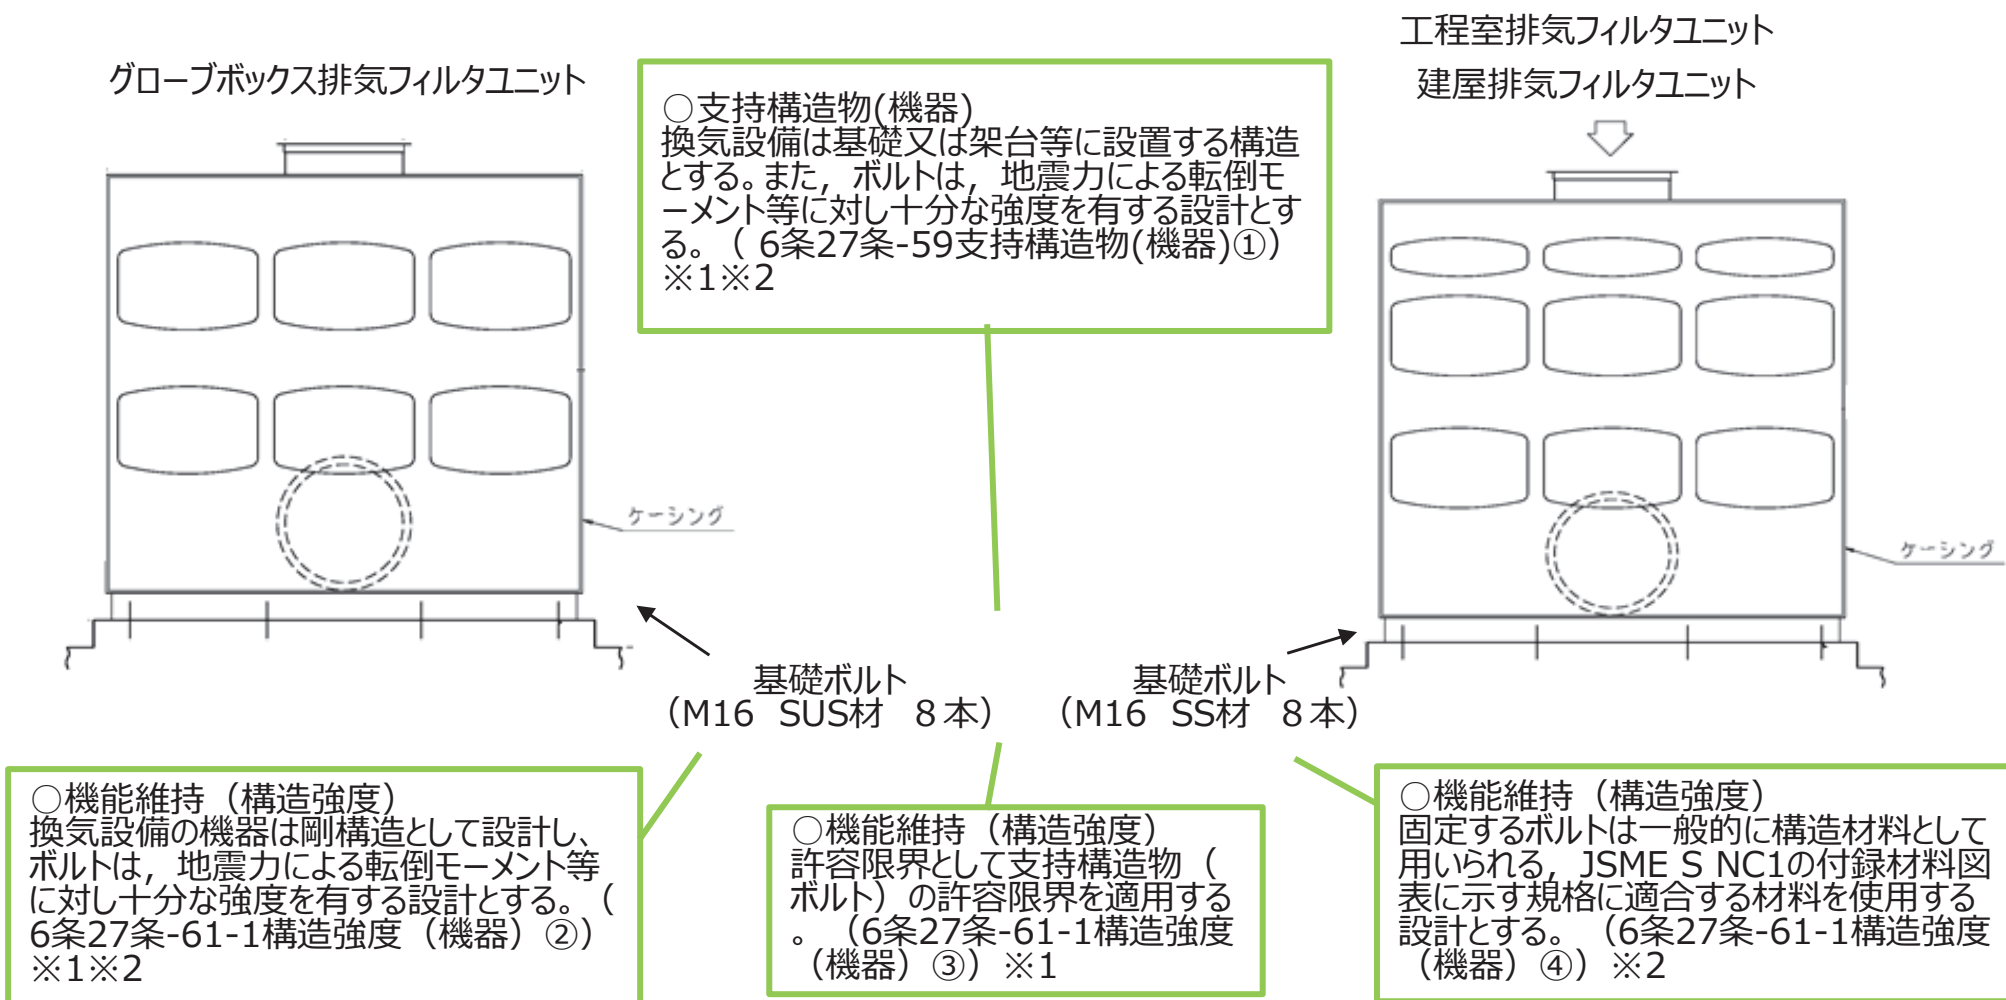 グローブボックス排気フィルタユニット
工程室排気フィルタユニット
建屋排気フィルタユニット
○支持構造物(機器)
換気設備は基礎又は架台等に設置する構造
とする。また，ボルトは，地震力による転倒モ
ーメント等に対し十分な強度を有する設計とす
る。（ 6条27条-59支持構造物(機器)①）
※1※2
ケーシング
ケーシング
基礎ボルト
（M16 SUS材 ８本）
基礎ボルト
（M16 SS材 ８本）
○機能維持（構造強度）
換気設備の機器は剛構造として設計し、
ボルトは，地震力による転倒モーメント等
に対し十分な強度を有する設計とする。（
6条27条-61-1構造強度（機器）②）
※1※2
○機能維持（構造強度）
許容限界として支持構造物（
ボルト）の許容限界を適用する
。（6条27条-61-1構造強度
（機器）③）※1
○機能維持（構造強度）
固定するボルトは一般的に構造材料として
用いられる，JSME S NC1の付録材料図
表に示す規格に適合する材料を使用する
設計とする。（6条27条-61-1構造強度
（機器）④）※2